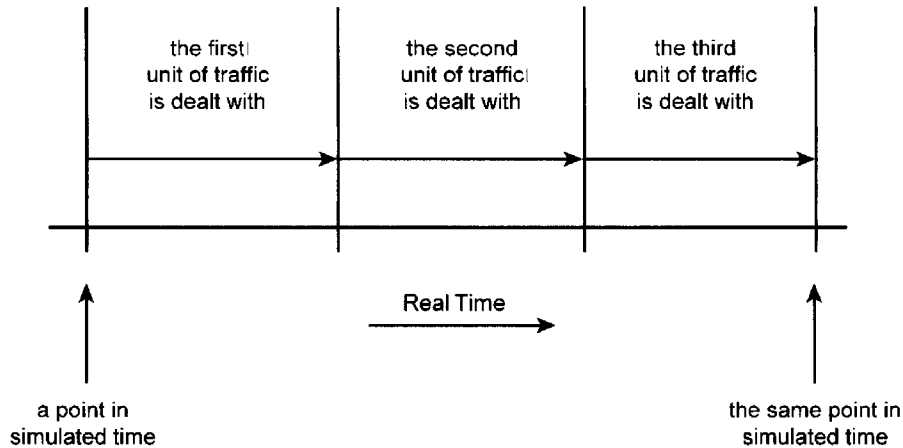 the first
unit of traffic
is dealt with
the second
unit of traffic
is dealt with
the third
unit of traffic
is dealt with
Real Time
a point in
simulated time
the same point in
simulated time